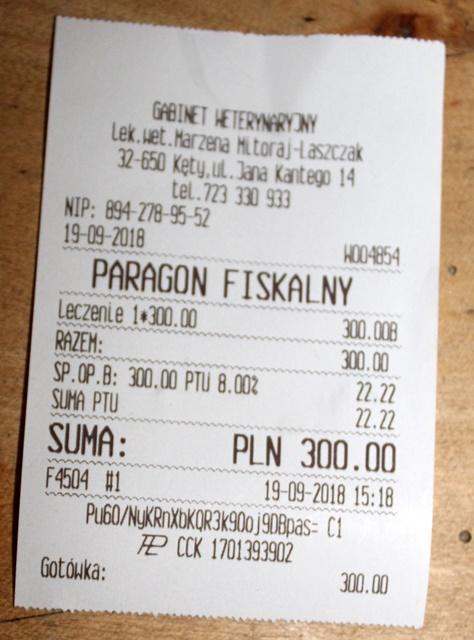 GABINET WETERYNARYJNY
Lek.wet.Marzena Mitoraj-Laszczak
32-650 Kęty,ul.Jana Kantego 14
tel.723 330 933
NIP: 894-278-95-52
19-09-2018 W004854
PARAGON FISKALNY
Leczenie 1*300.00 300.00B
RAZEM: 300.00
SP.OP.B: 300.00 PTU 8.00% 22.22
SUMA PTU 22.22
SUMA: PLN 300.00
F4504 #1 19-09-2018 15:18
Pu60/NyKRnXbKQR3k90oj9DBpas= C1
CCK 1701393902
Gotówka: 300.00